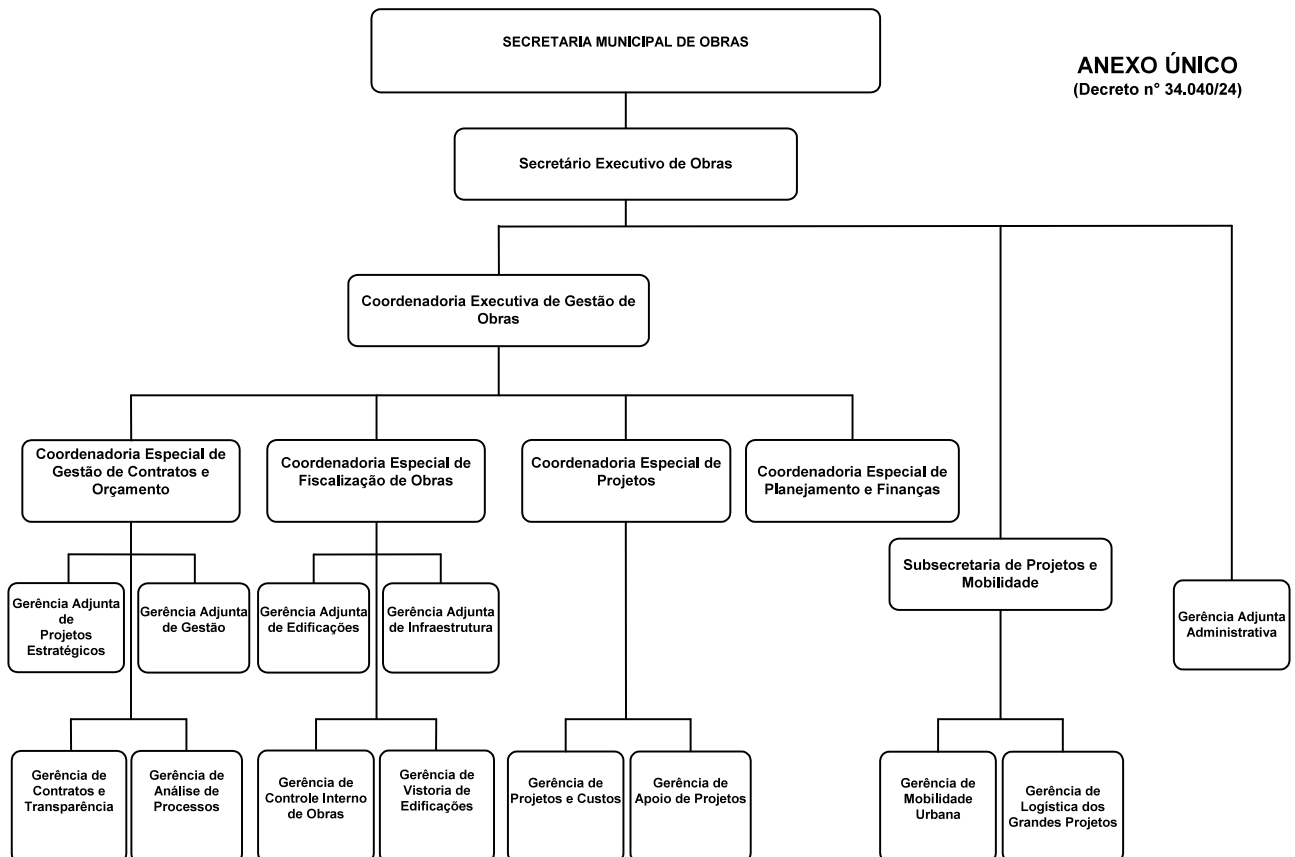 SECRETARIA MUNICIPAL DE OBRAS
ANEXO ÚNICO
(Decreto n° 34.040/24)
Secretário Executivo de Obras
Coordenadoria Executiva de Gestão de
Obras
Coordenadoria Especial de
Gestão de Contratos e
Orçamento
Coordenadoria Especial de
Fiscalização de Obras
Coordenadoria Especial de
Projetos
Coordenadoria Especial de
Planejamento e Finanças
Subsecretaria de Projetos e
Mobilidade
Gerência Adjunta
de
Projetos
Estratégicos
Gerência Adjunta
de Gestão
Gerência Adjunta
de Edificações
Gerência Adjunta
de Infraestrutura
Gerência Adjunta
Administrativa
Gerência de
Contratos e
Transparência
Gerência de
Análise de
Processos
Gerência de
Controle Interno
de Obras
Gerência de
Vistoria de
Edificações
Gerência de
Projetos e Custos
Gerência de
Apoio de Projetos
Gerência de
Mobilidade
Urbana
Gerência de
Logística dos
Grandes Projetos